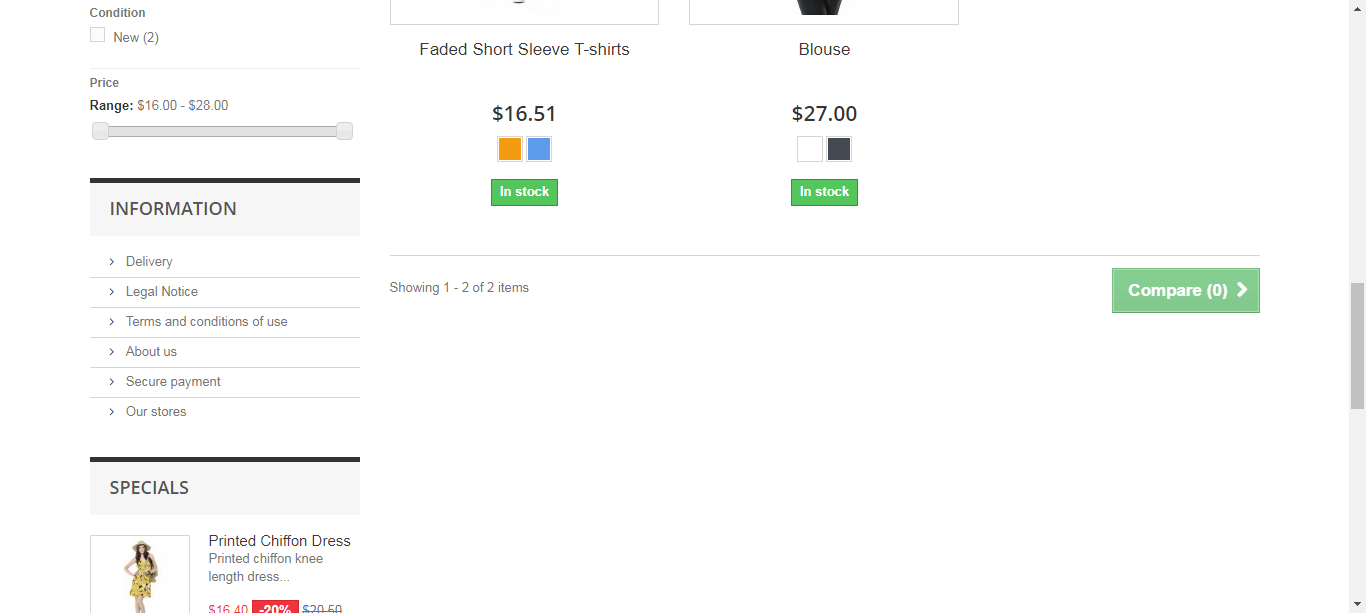 Condition
New (2)
Price
Range: $16.00 - $28.00
INFORMATION
Delivery
Legal Notice
Terms and conditions of use
About us
Secure payment
Our stores
SPECIALS
Printed Chiffon Dress
Printed chiffon knee
length dress...
$16.40 -20% $20.50
Faded Short Sleeve T-shirts
$16.51
In stock
Blouse
$27.00
In stock
Showing 1 - 2 of 2 items
Compare (0)